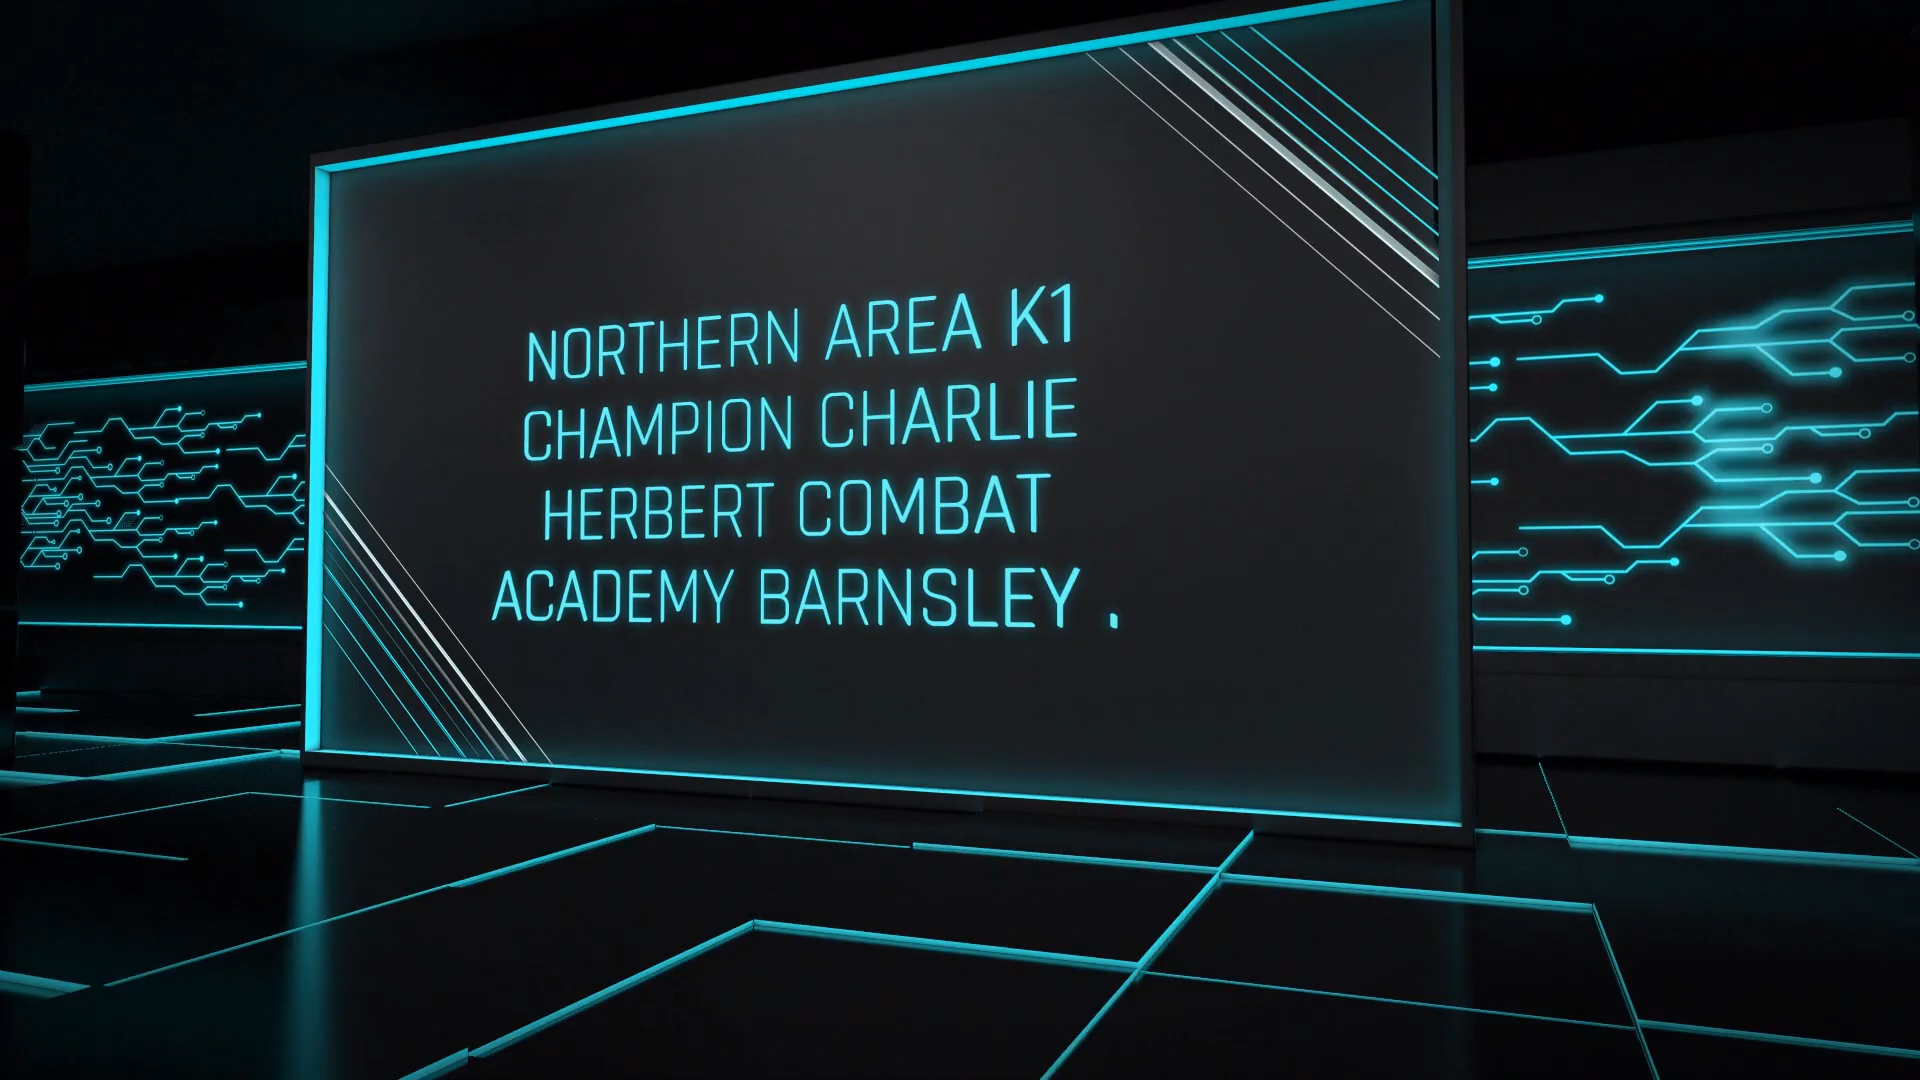 NORTHERN AREA K1
CHAMPION CHARLIE
HERBERT COMBAT
ACADEMY BARNSLEY .